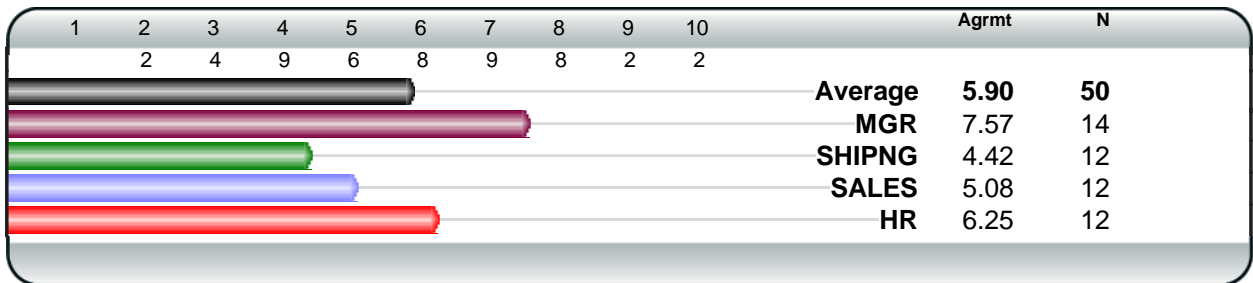 1 2 3 4 5 6 7 8 9 10 Agrmt N
2 4 9 6 8 9 8 2 2
Average 5.90 50
MGR 7.57 14
SHIPNG 4.42 12
SALES 5.08 12
HR 6.25 12